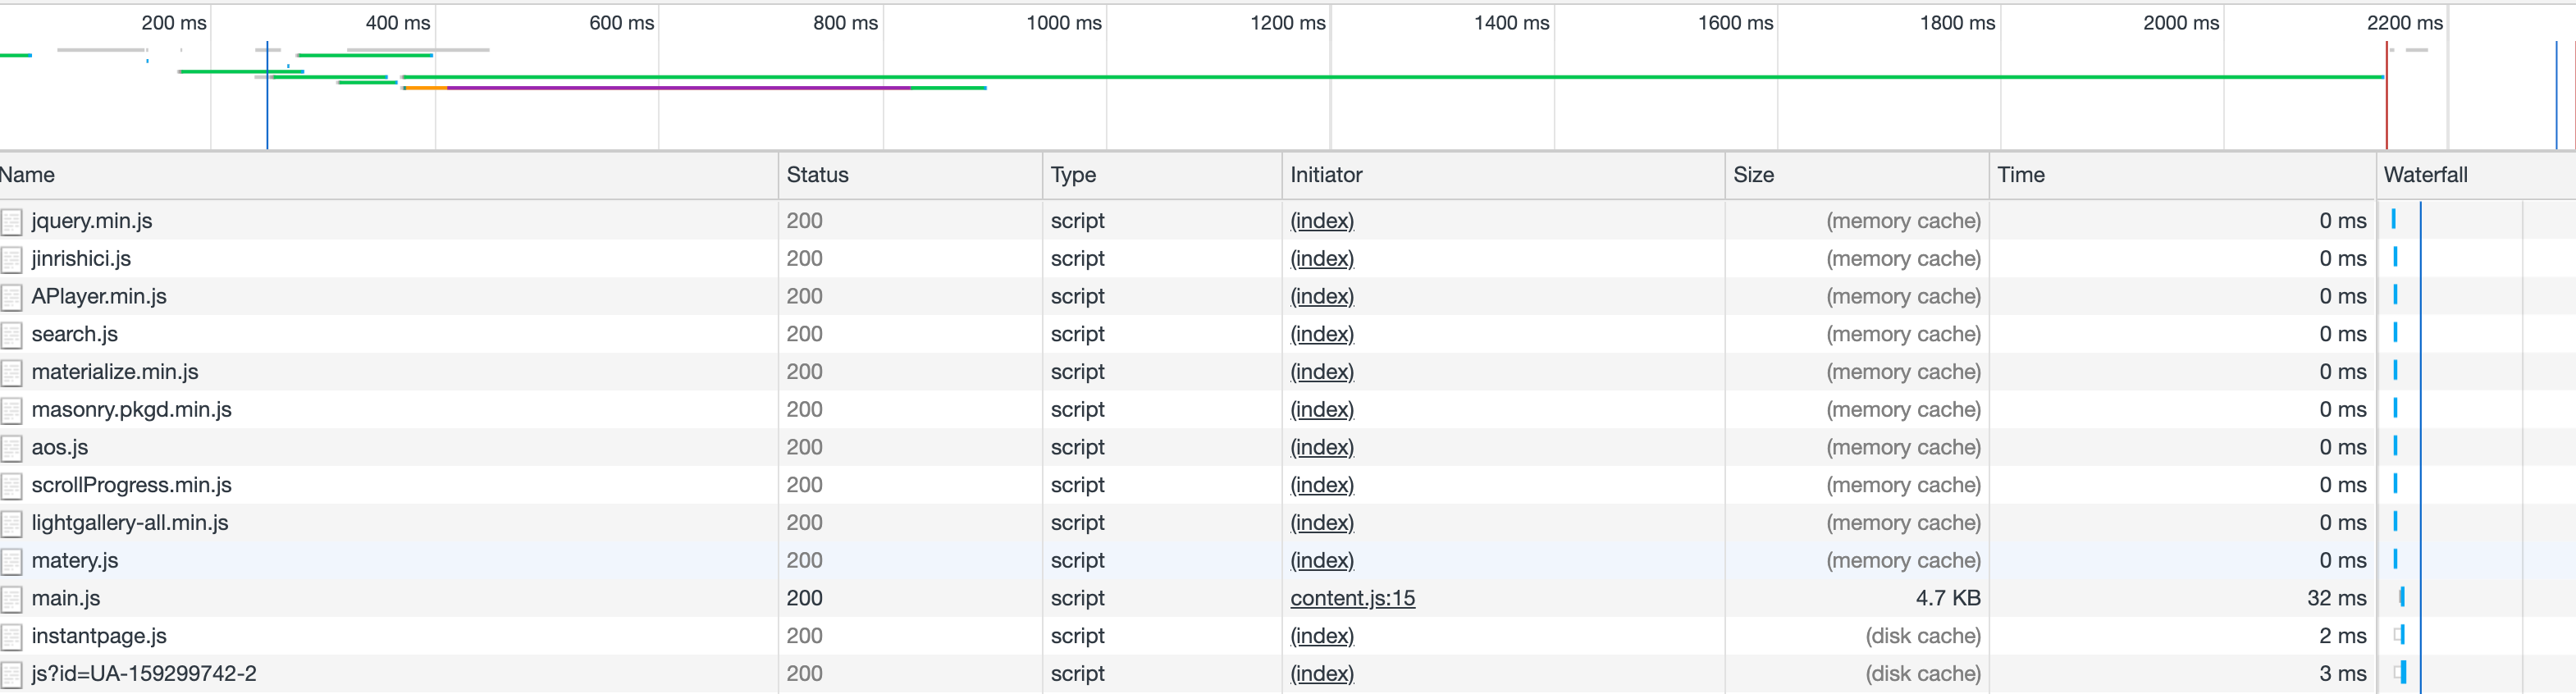 200 ms 400 ms 600 ms 800 ms 1000 ms 1200 ms 1400 ms 1600 ms 1800 ms 2000 ms 2200 ms
Name Status Type Initiator Size Time Waterfall
jquery.min.js 200 script (index) (memory cache) 0 ms
jinrishici.js 200 script (index) (memory cache) 0 ms
APlayer.min.js 200 script (index) (memory cache) 0 ms
search.js 200 script (index) (memory cache) 0 ms
materialize.min.js 200 script (index) (memory cache) 0 ms
masonry.pkgd.min.js 200 script (index) (memory cache) 0 ms
aos.js 200 script (index) (memory cache) 0 ms
scrollProgress.min.js 200 script (index) (memory cache) 0 ms
lightgallery-all.min.js 200 script (index) (memory cache) 0 ms
matery.js 200 script (index) (memory cache) 0 ms
main.js 200 script content.js:15 4.7 KB 32 ms
instantpage.js 200 script (index) (disk cache) 2 ms
js?id=UA-159299742-2 200 script (index) (disk cache) 3 ms